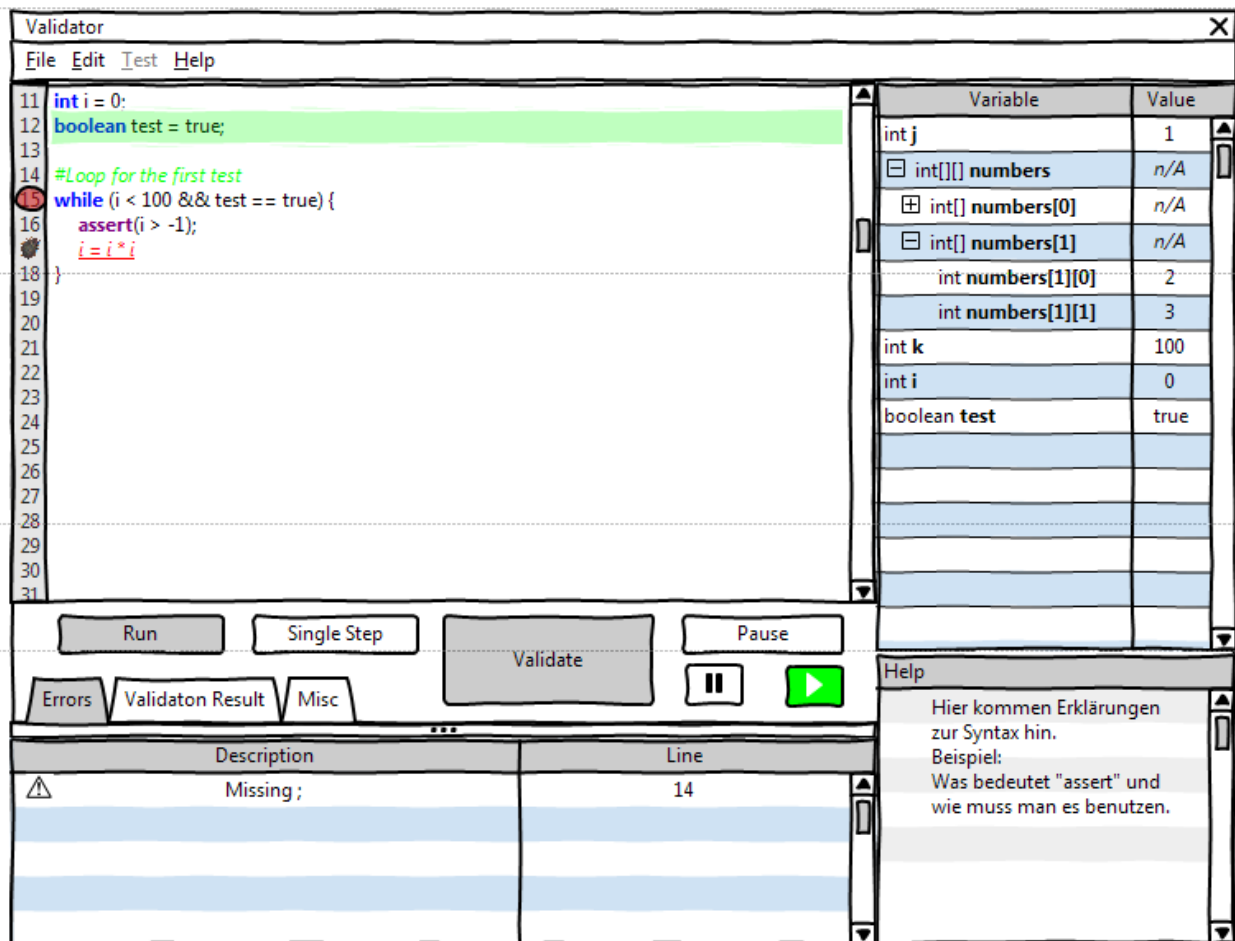 Validator
File Edit Test Help
11 int i = 0;
12 boolean test = true;
13
14 #Loop for the first test
15 while (i < 100 && test == true) {
16 assert(i > -1);
i = i * i
18 }
19
20
21
22
23
24
25
26
27
28
29
30
31
Variable Value
int j 1
int[][] numbers n/A
int[] numbers[0] n/A
int[] numbers[1] n/A
int numbers[1][0] 2
int numbers[1][1] 3
int k 100
int i 0
boolean test true
Run Single Step Validate Pause
Errors Validaton Result Misc
Description Line
Missing ; 14
Help
Hier kommen Erklärungen
zur Syntax hin.
Beispiel:
Was bedeutet "assert" und
wie muss man es benutzen.